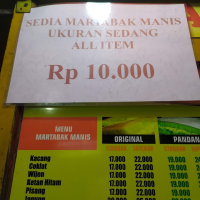 SEDIA MARTABAK MANIS
UKURAN SEDANG
ALL ITEM
Rp 10.000
MENU
MARTABAK MANIS
ORIGINAL
PANDAN
Kacang 17.000 22.000 19.000
Coklat 17.000 22.000 19.000
Wijen 17.000 22.000 19.000
Ketan Hitam 17.000 22.000 19.000
Pisang 17.000 22.000 19.000